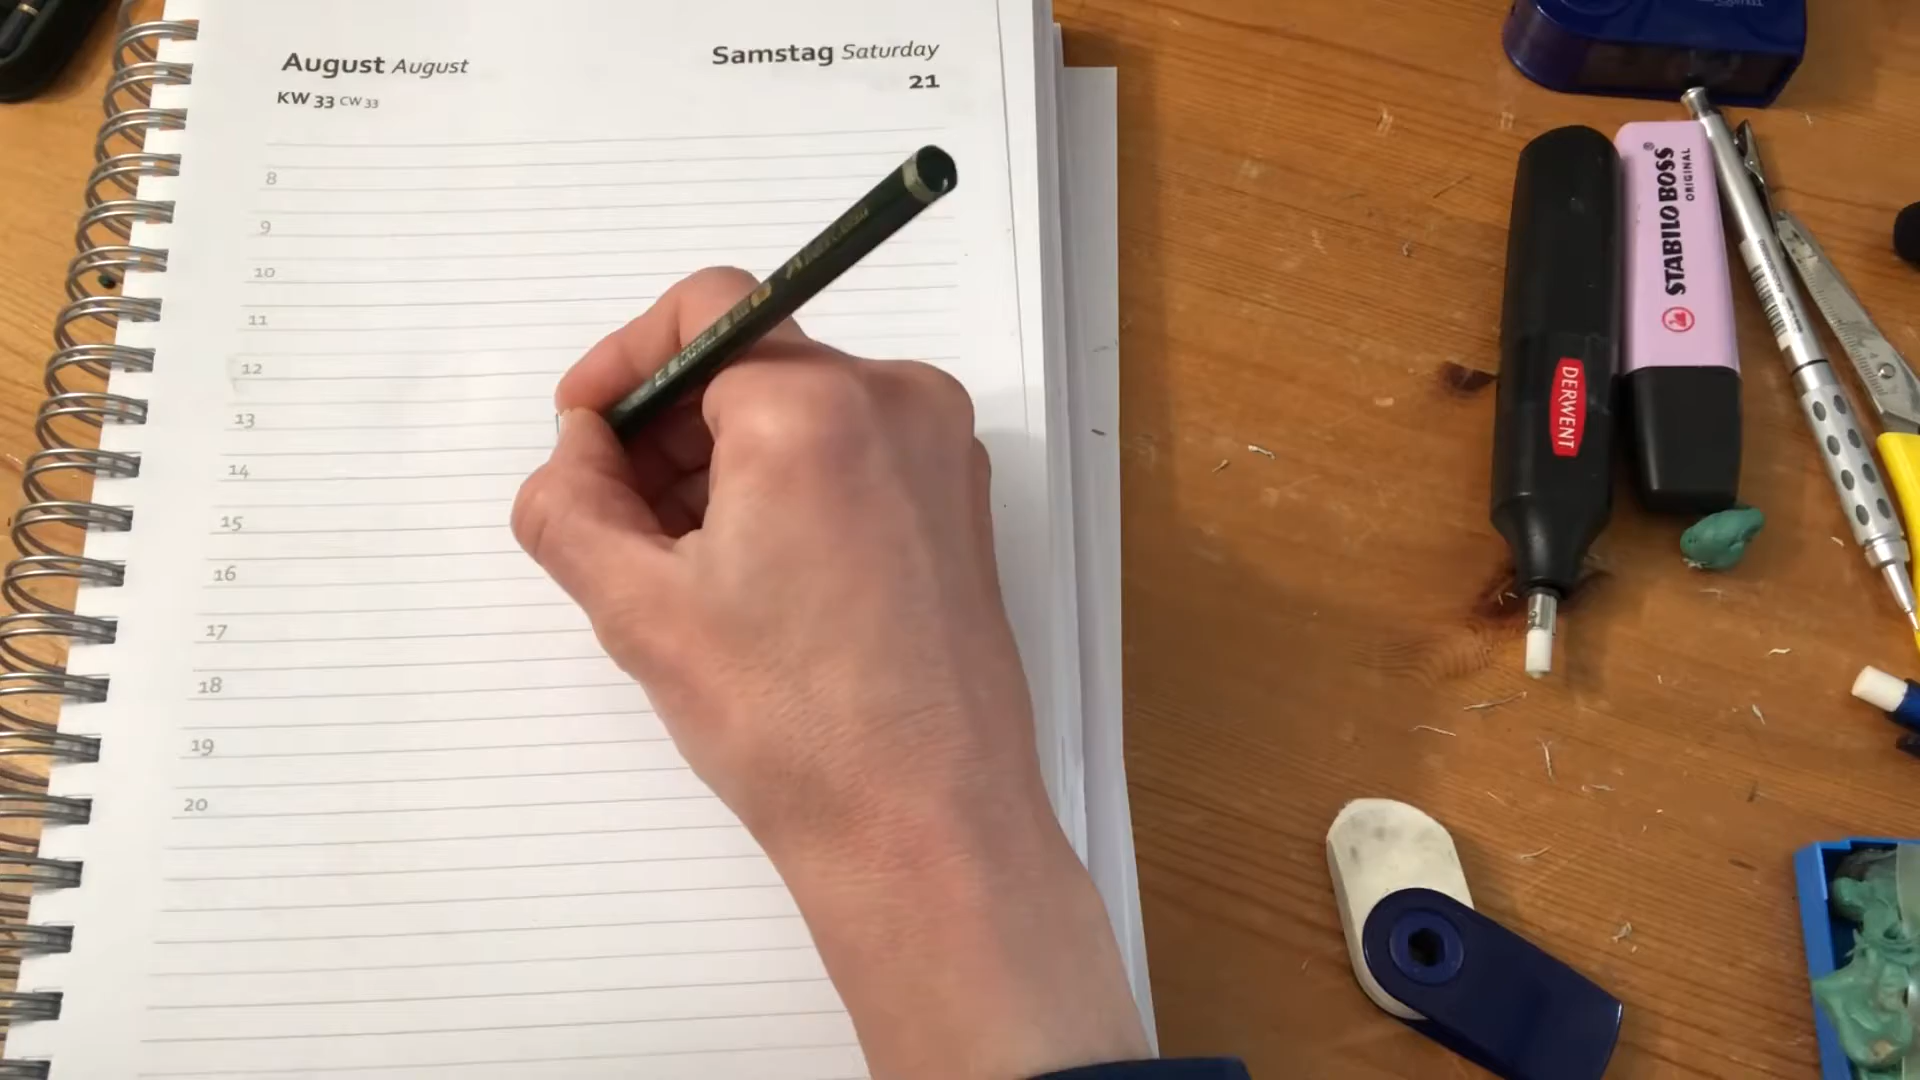 August August
Samstag Saturday
KW 33 CW 33
21
8
9
10
11
12
13
14
15
16
17
18
19
20
CASTELL
DERWENT
STABILO BOSS®
ORIGINAL